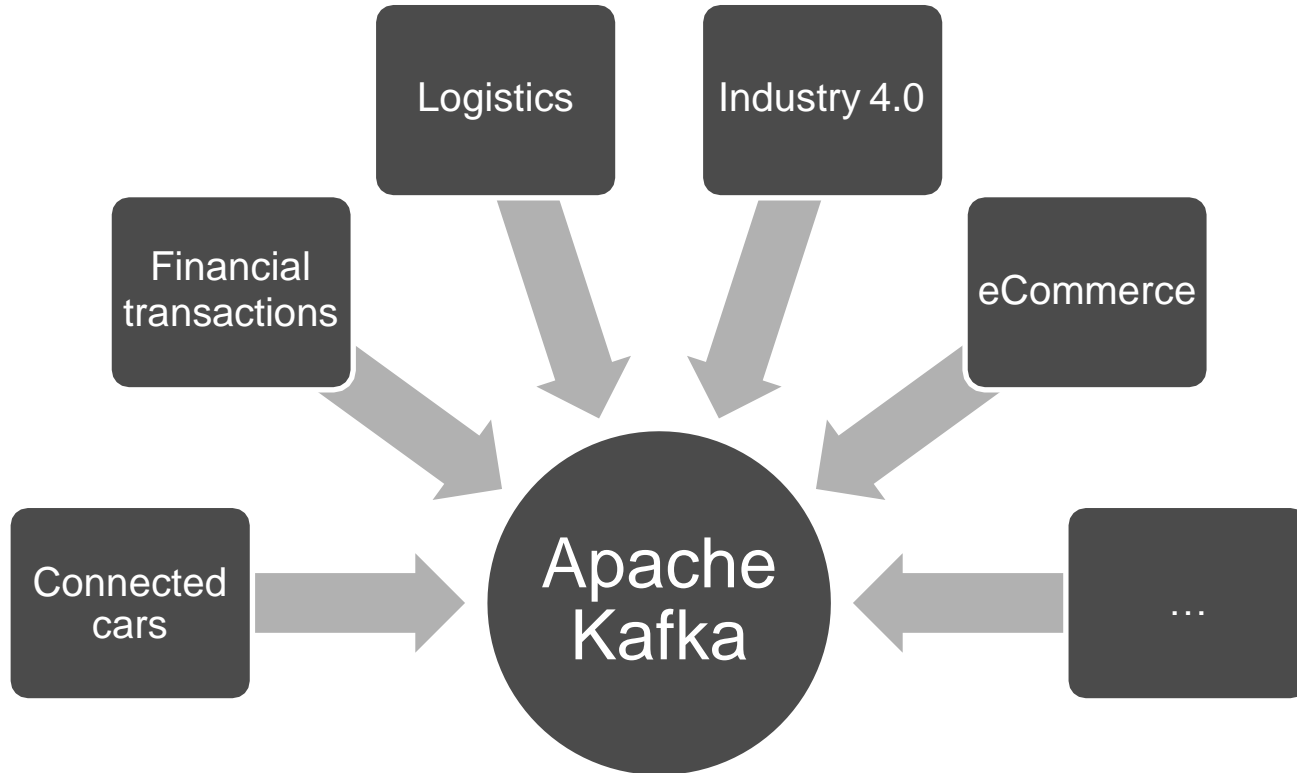 Logistics
Industry 4.0
Financial
transactions
eCommerce
Connected
cars
Apache
Kafka
…